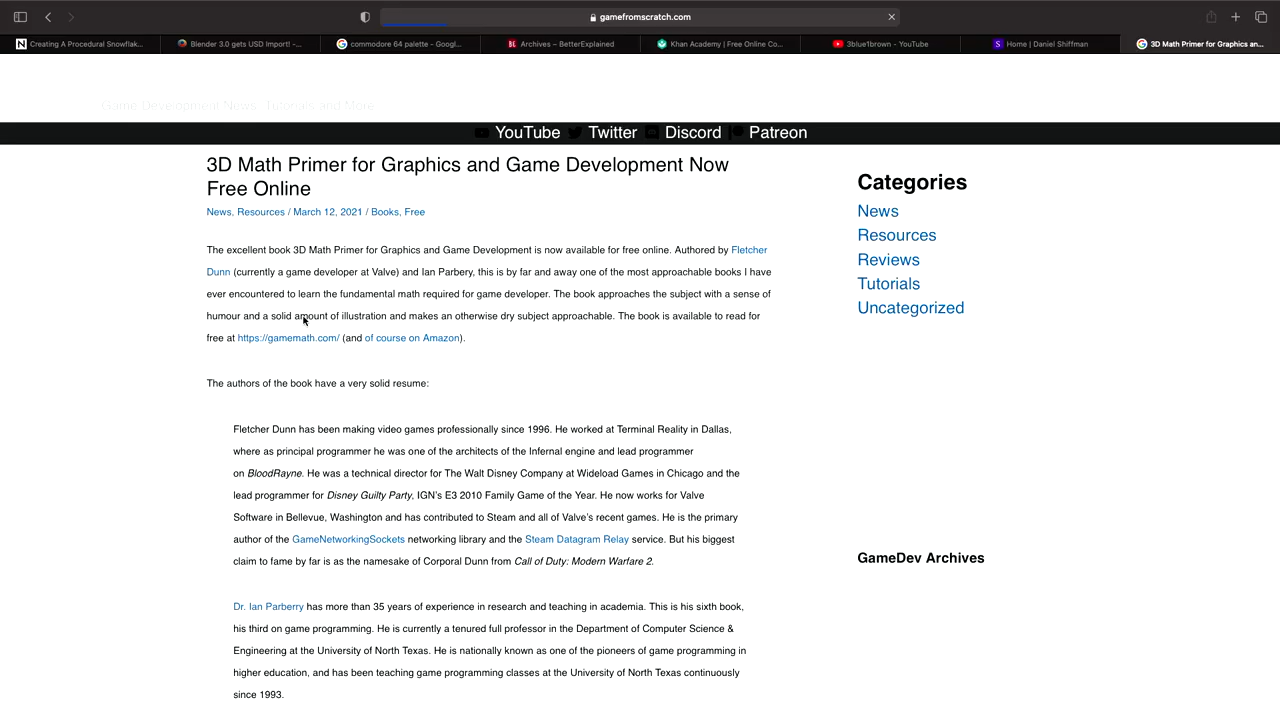 gamefromscratch.com
Creating A Procedural Snowflak...
Blender 3.0 gets USD Import! -...
commodore 64 palette - Googl...
Archives – BetterExplained
Khan Academy | Free Online Co...
3blue1brown - YouTube
Home | Daniel Shiffman
3D Math Primer for Graphics an...
Game Development News, Tutorials and More
YouTube Twitter Discord Patreon
3D Math Primer for Graphics and Game Development Now
Free Online
News, Resources / March 12, 2021 / Books, Free
The excellent book 3D Math Primer for Graphics and Game Development is now available for free online. Authored by Fletcher
Dunn (currently a game developer at Valve) and Ian Parbery, this is by far and away one of the most approachable books I have
ever encountered to learn the fundamental math required for game developer. The book approaches the subject with a sense of
humour and a solid amount of illustration and makes an otherwise dry subject approachable. The book is available to read for
free at https://gamemath.com/ (and of course on Amazon).
The authors of the book have a very solid resume:
Fletcher Dunn has been making video games professionally since 1996. He worked at Terminal Reality in Dallas,
where as principal programmer he was one of the architects of the Infernal engine and lead programmer
on BloodRayne. He was a technical director for The Walt Disney Company at Wideload Games in Chicago and the
lead programmer for Disney Guilty Party, IGN's E3 2010 Family Game of the Year. He now works for Valve
Software in Bellevue, Washington and has contributed to Steam and all of Valve's recent games. He is the primary
author of the GameNetworkingSockets networking library and the Steam Datagram Relay service. But his biggest
claim to fame by far is as the namesake of Corporal Dunn from Call of Duty: Modern Warfare 2.
Dr. Ian Parberry has more than 35 years of experience in research and teaching in academia. This is his sixth book,
his third on game programming. He is currently a tenured full professor in the Department of Computer Science &
Engineering at the University of North Texas. He is nationally known as one of the pioneers of game programming in
higher education, and has been teaching game programming classes at the University of North Texas continuously
since 1993.
Categories
News
Resources
Reviews
Tutorials
Uncategorized
GameDev Archives